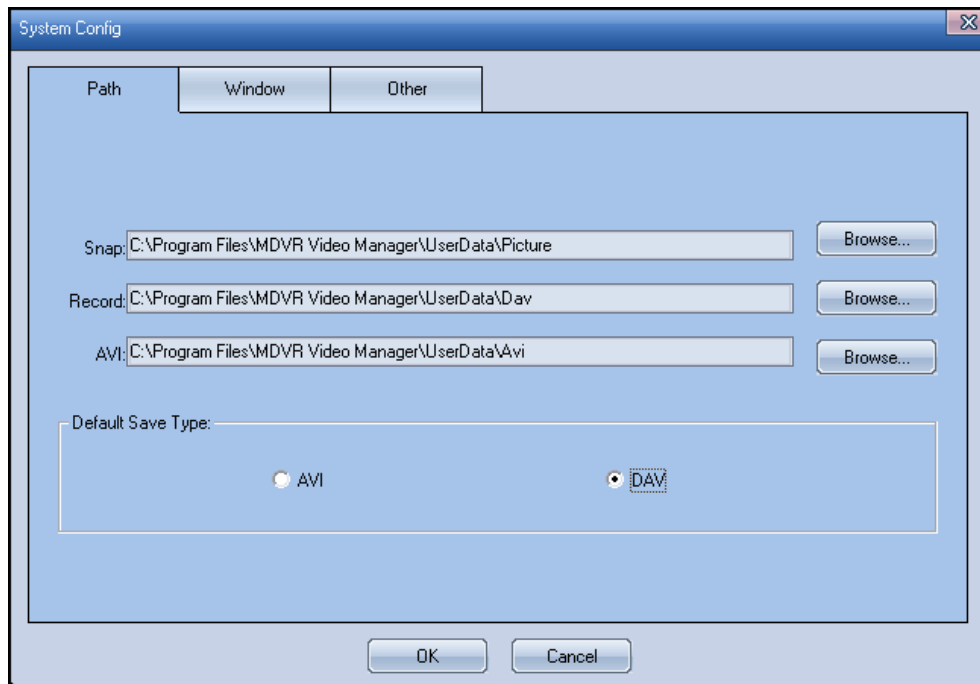 System Config
Path Window Other
Snap: C:\Program Files\MDVR Video Manager\UserData\Picture Browse...
Record: C:\Program Files\MDVR Video Manager\UserData\Dav Browse...
AVI: C:\Program Files\MDVR Video Manager\UserData\Avi Browse...
Default Save Type:
AVI DAV
OK Cancel